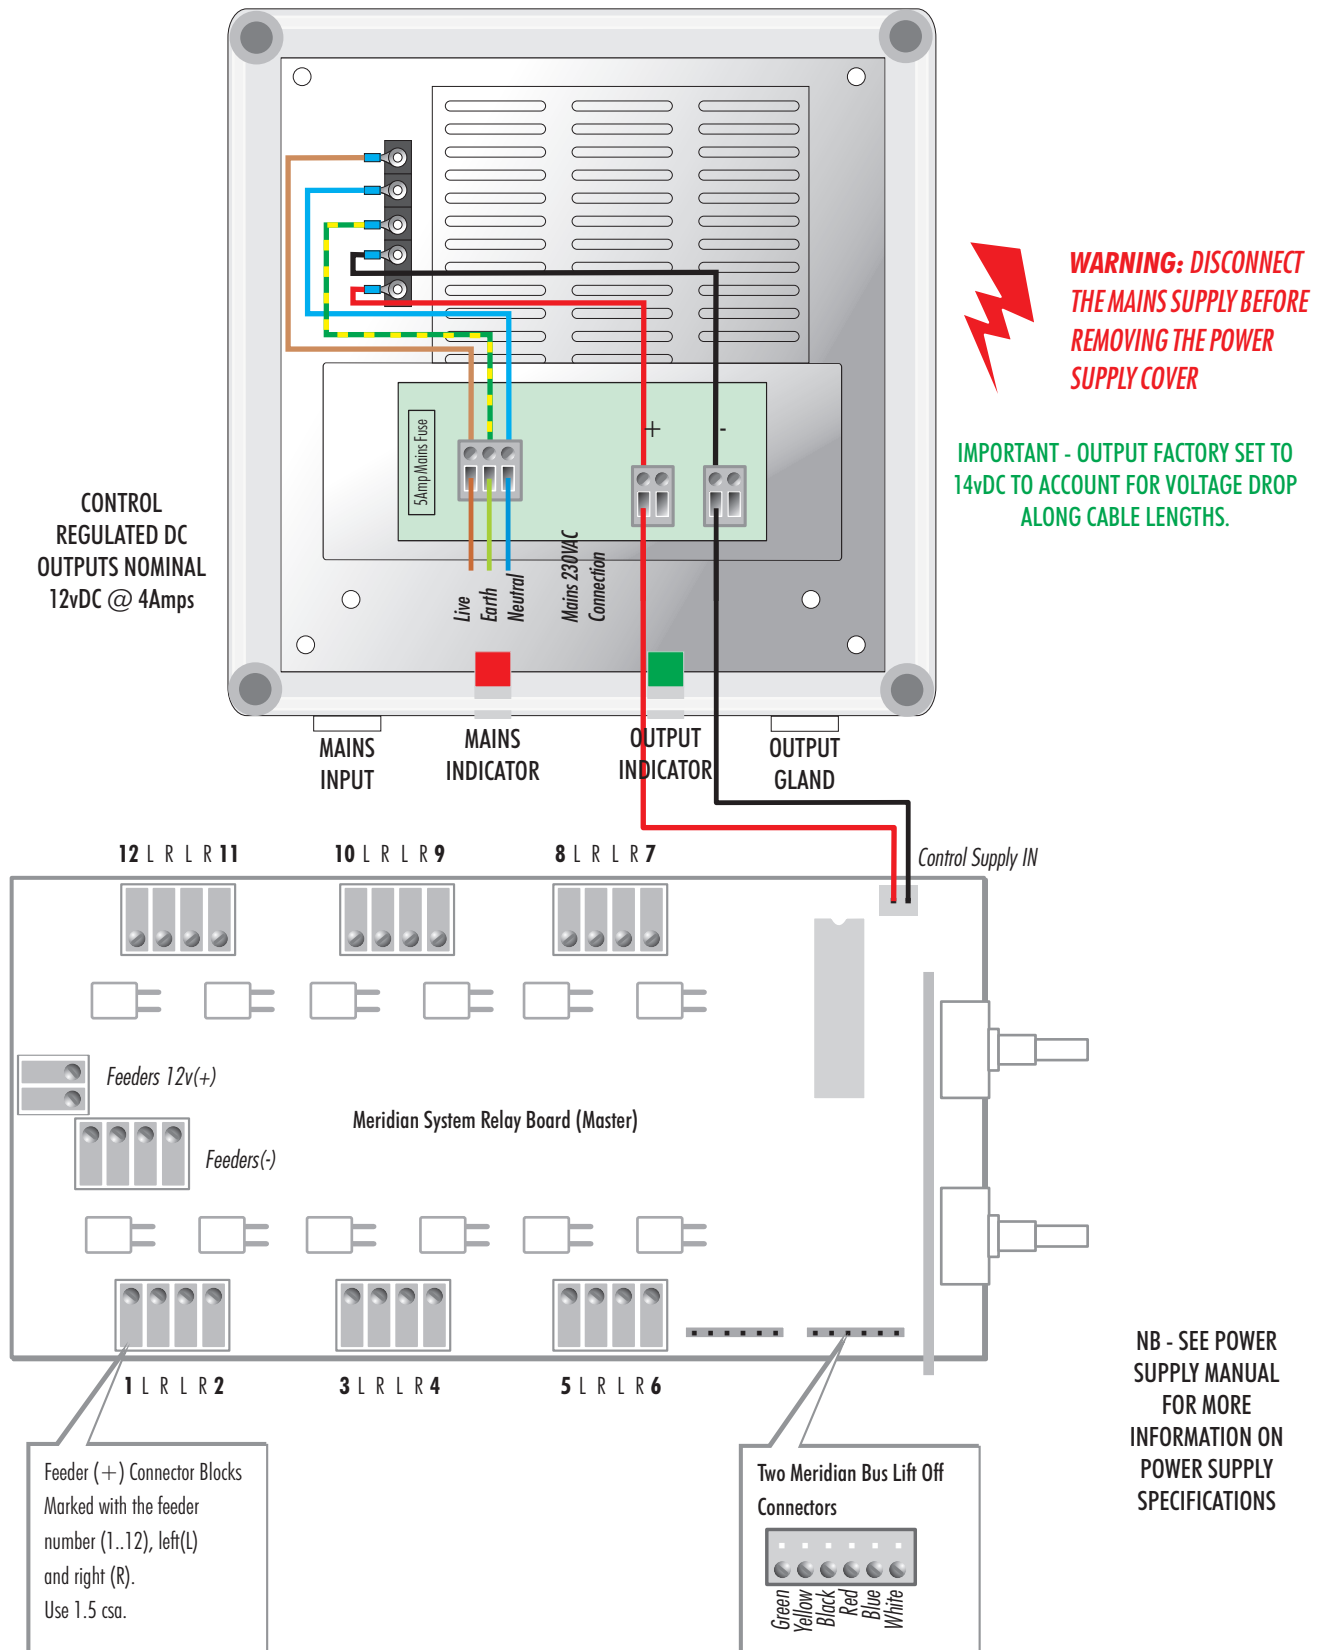 WARNING: DISCONNECT
THE MAINS SUPPLY BEFORE
REMOVING THE POWER
SUPPLY COVER
IMPORTANT - OUTPUT FACTORY SET TO
14vDC TO ACCOUNT FOR VOLTAGE DROP
ALONG CABLE LENGTHS.
CONTROL
REGULATED DC
OUTPUTS NOMINAL
12vDC @ 4Amps
5Amp Mains Fuse
+
-
Live
Earth
Neutral
Mains 230VAC
Connection
MAINS
INPUT
MAINS
INDICATOR
OUTPUT
INDICATOR
OUTPUT
GLAND
12 L R L R 11
10 L R L R 9
8 L R L R 7
Control Supply IN
Feeders 12v(+)
Meridian System Relay Board (Master)
Feeders(-)
1 L R L R 2
3 L R L R 4
5 L R L R 6
NB - SEE POWER
SUPPLY MANUAL
FOR MORE
INFORMATION ON
POWER SUPPLY
SPECIFICATIONS
Feeder (+) Connector Blocks
Marked with the feeder
number (1..12), left(L)
and right (R).
Use 1.5 csa.
Two Meridian Bus Lift Off
Connectors
Green
Yellow
Black
Red
Blue
White